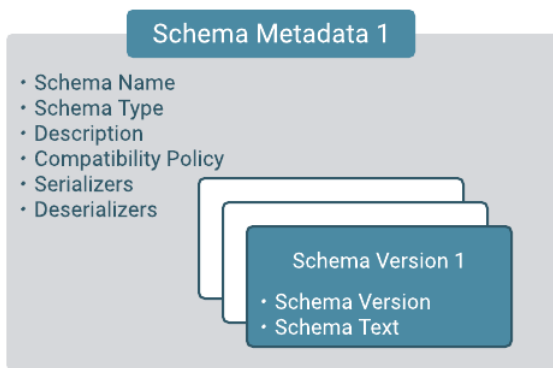 Schema Metadata 1
• Schema Name
• Schema Type
• Description
• Compatibility Policy
• Serializers
• Deserializers
Schema Version 1
• Schema Version
• Schema Text